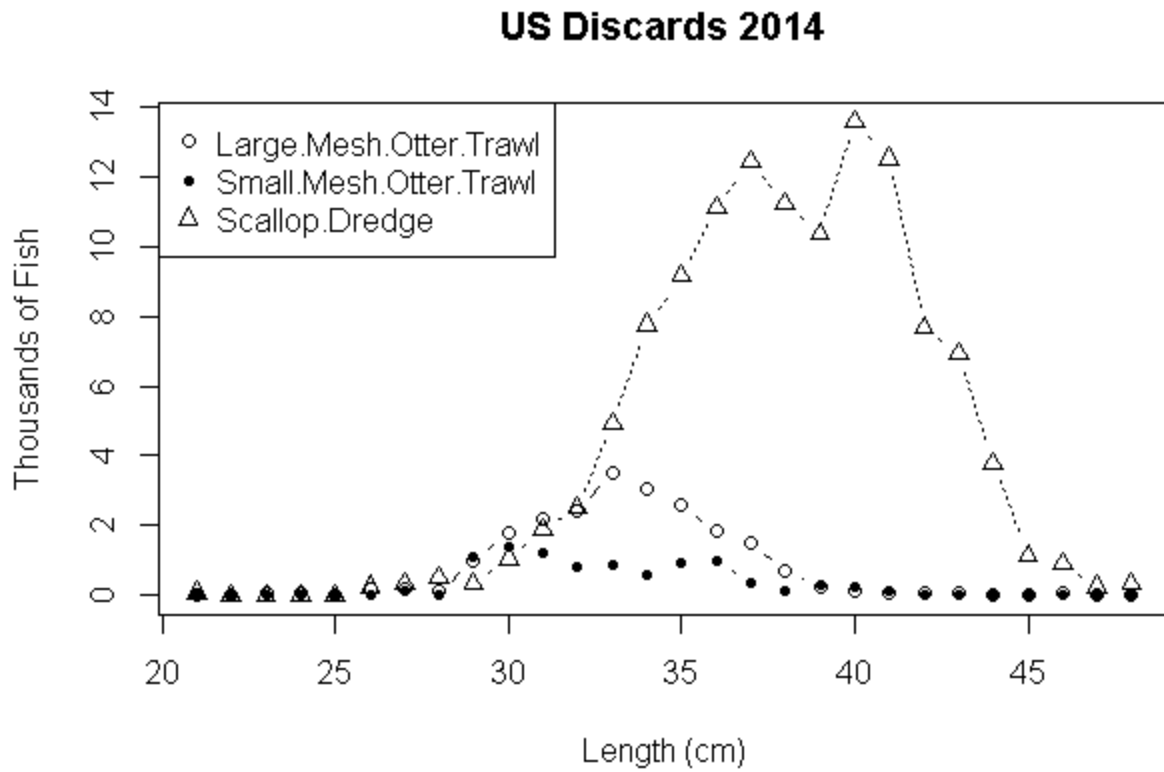 US Discards 2014
Large.Mesh.Otter.Trawl
Small.Mesh.Otter.Trawl
Scallop.Dredge
Thousands of Fish
14
12
10
8
6
4
2
0
20 25 30 35 40 45
Length (cm)